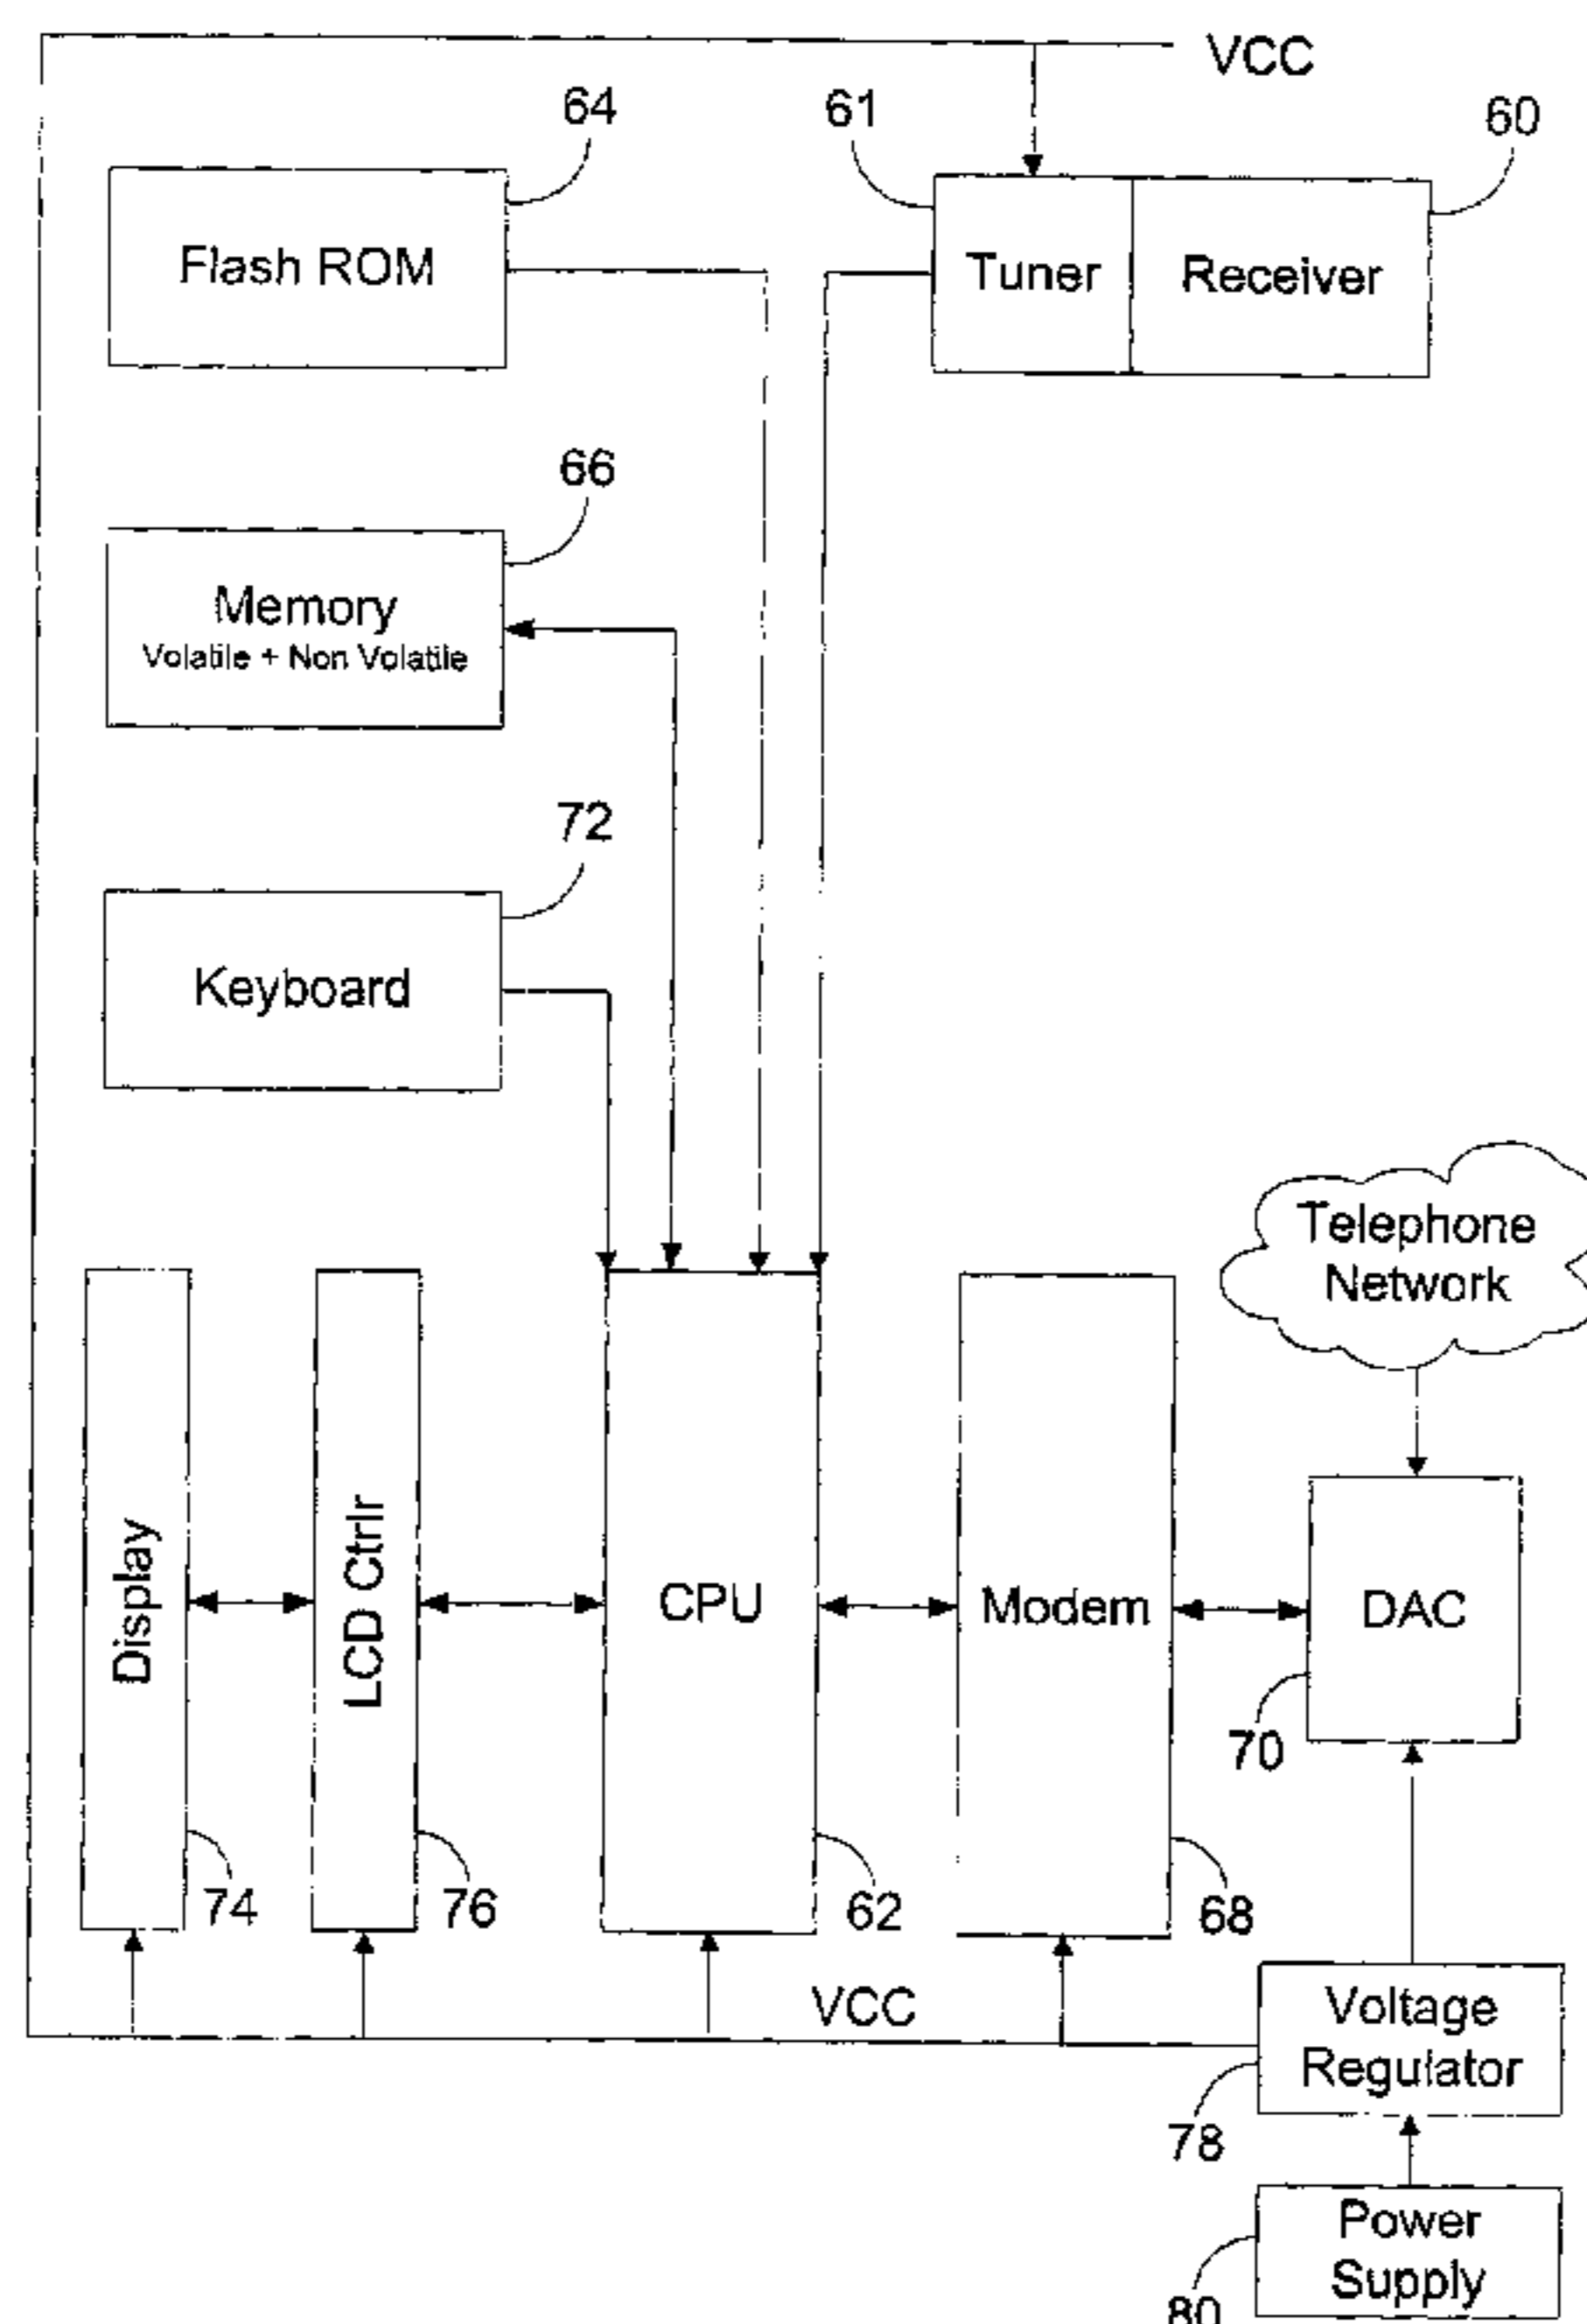 VCC
64
61
60
Flash ROM
Tuner
Receiver
66
Memory
Volatile + Non Volatile
72
Keyboard
Telephone
Network
Display
LCD Ctrlr
CPU
Modem
DAC
70
74
76
62
68
VCC
Voltage
Regulator
78
Power
Supply
80